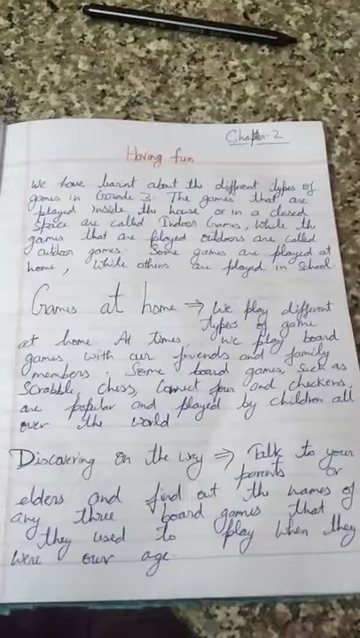 Chapter-2
Having fun
We have learnt about the different types of
games in Grade 3. The games that are
played inside the house or in a closed
space are called Indoor Games, While the
games that are played outdoors are called
outdoor games. Some games are played at
home, While others are played in School
Games at home ⇒ We play different
types of game
at home At times, We play board
games with our friends and family
members. Some board games, such as
Scrabble, chess, Connect four and checkers,
are popular and played by children all
over the world
Discovering on the way ⇒ Talk to your
parents or
elders and find out the names of
any three board games that
they used to play when they
were our age